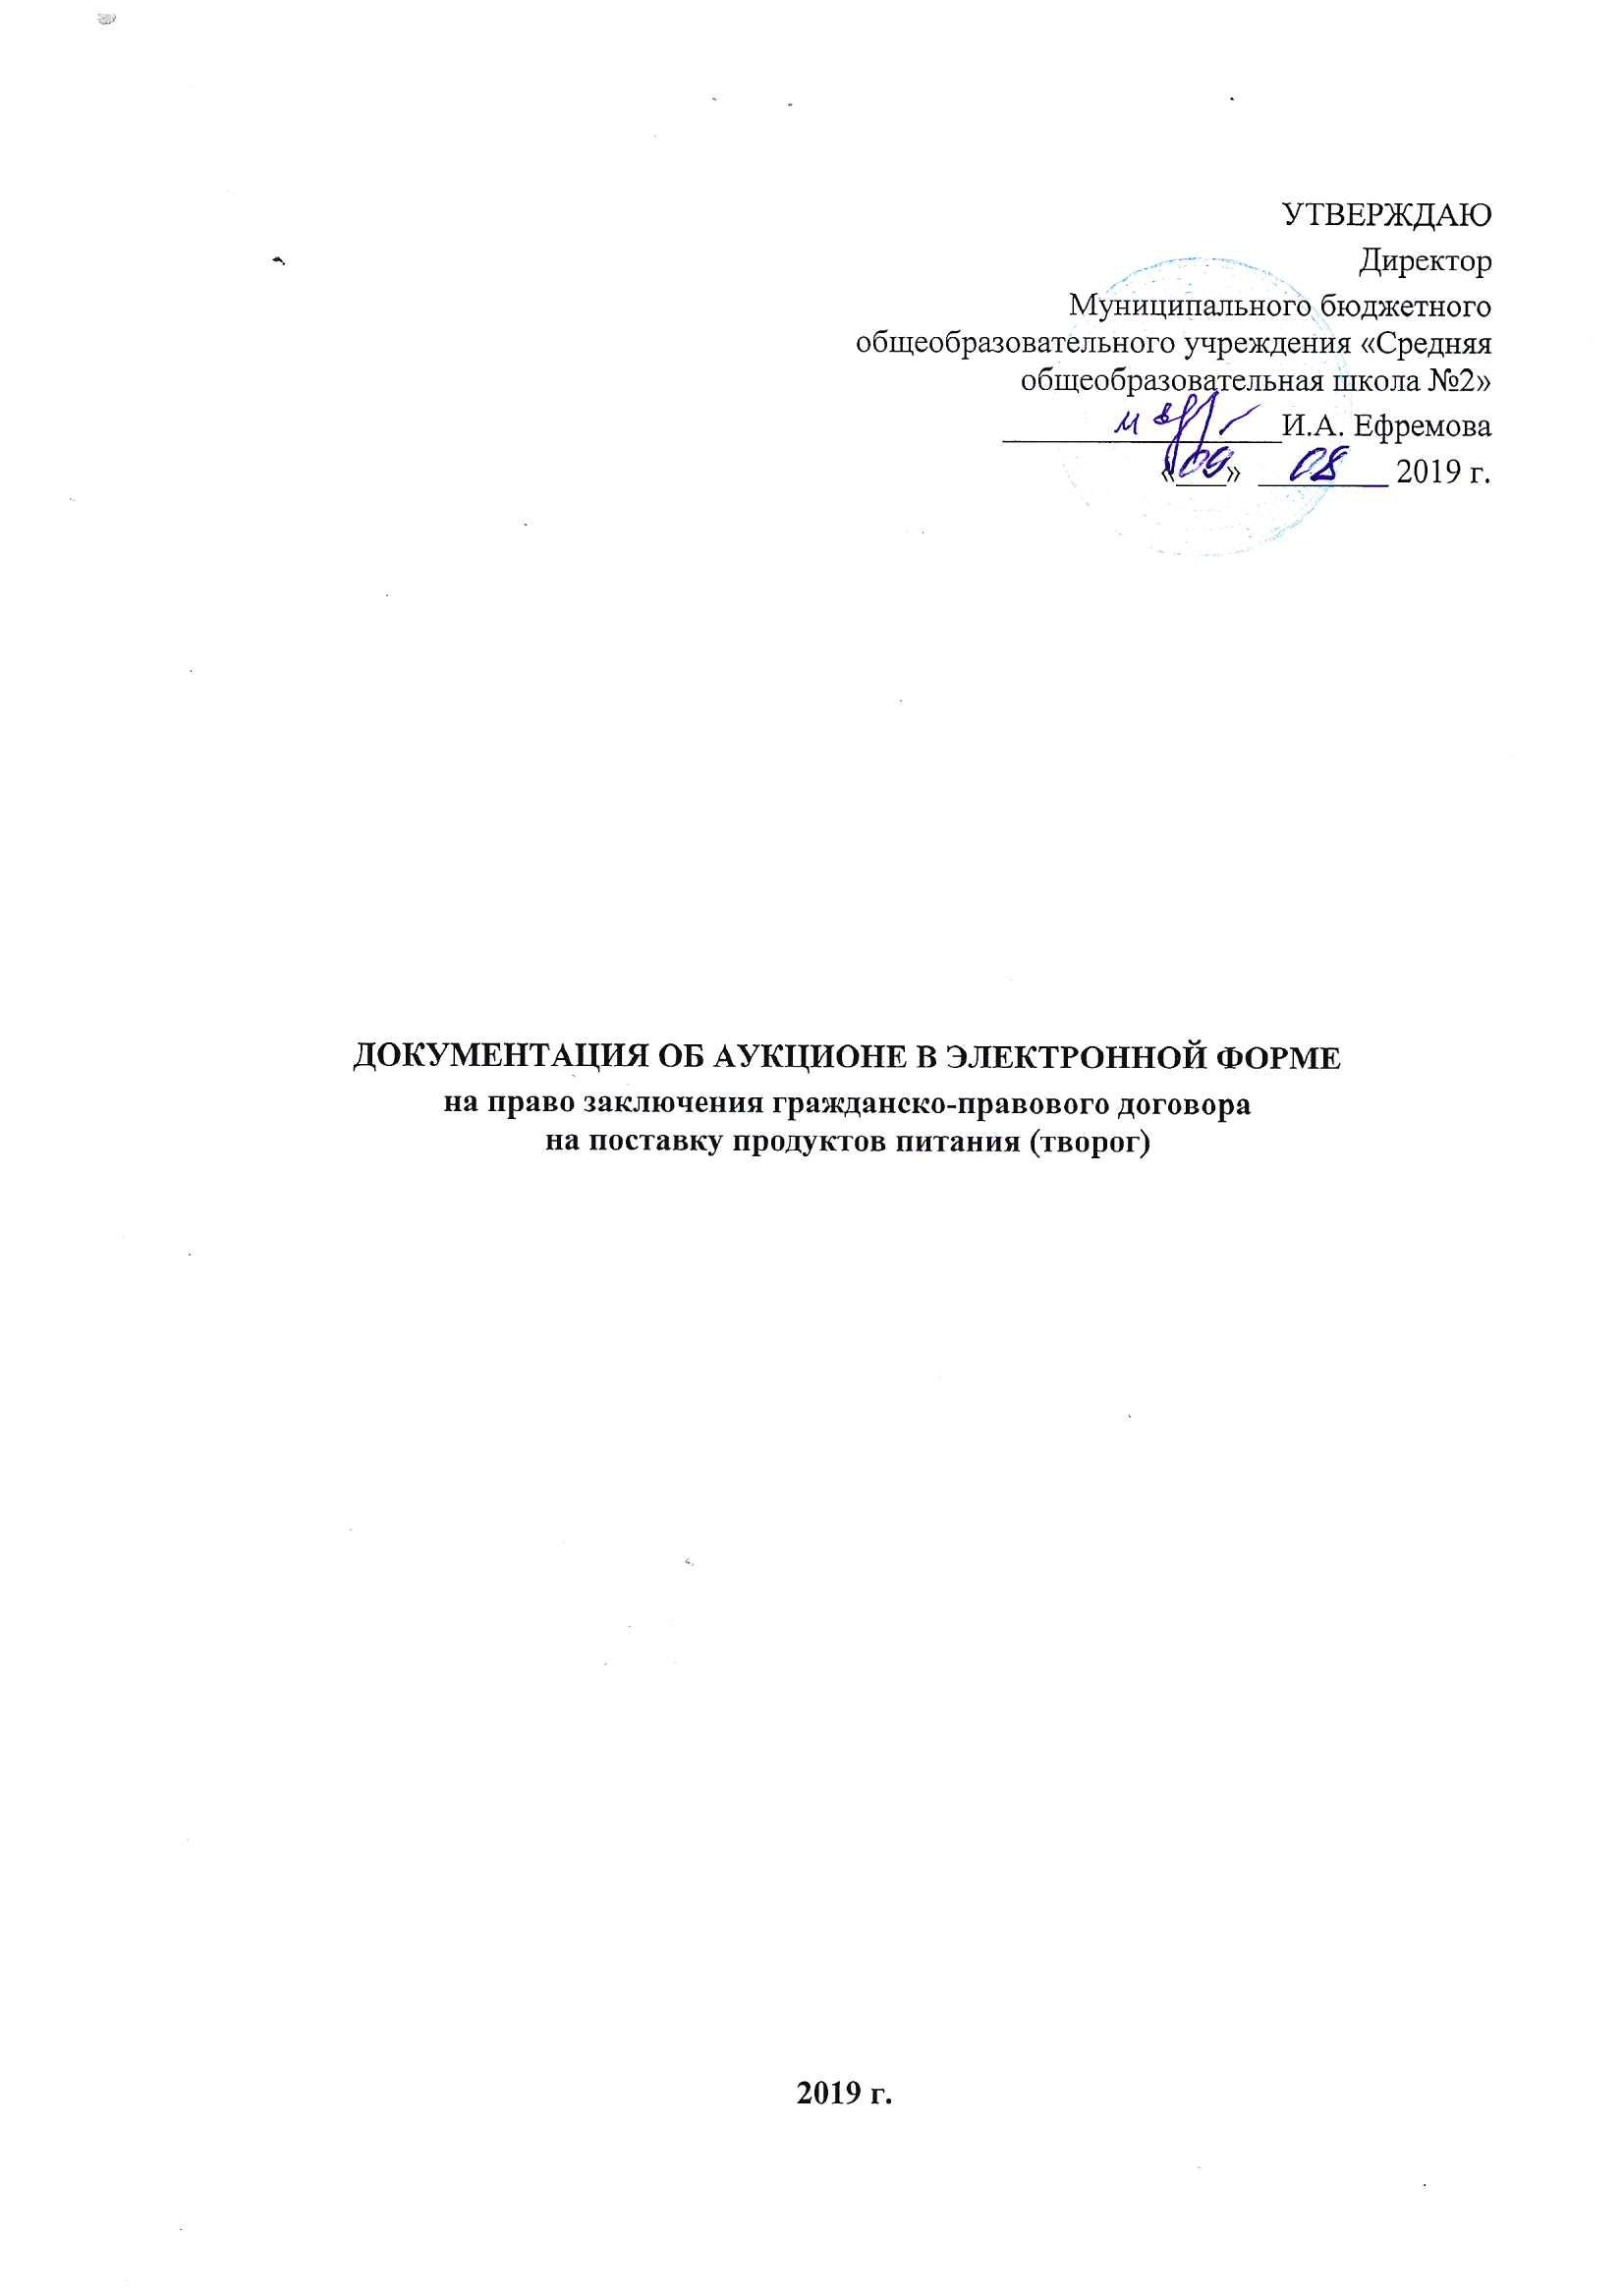 УТВЕРЖДАЮ
Директор
Муниципального бюджетного
общеобразовательного учреждения «Средняя
общеобразовательная школа №2»
И.А. Ефремова
«09» 08 2019 г.
ДОКУМЕНТАЦИЯ ОБ АУКЦИОНЕ В ЭЛЕКТРОННОЙ ФОРМЕ
на право заключения гражданско-правового договора
на поставку продуктов питания (творог)
2019 г.